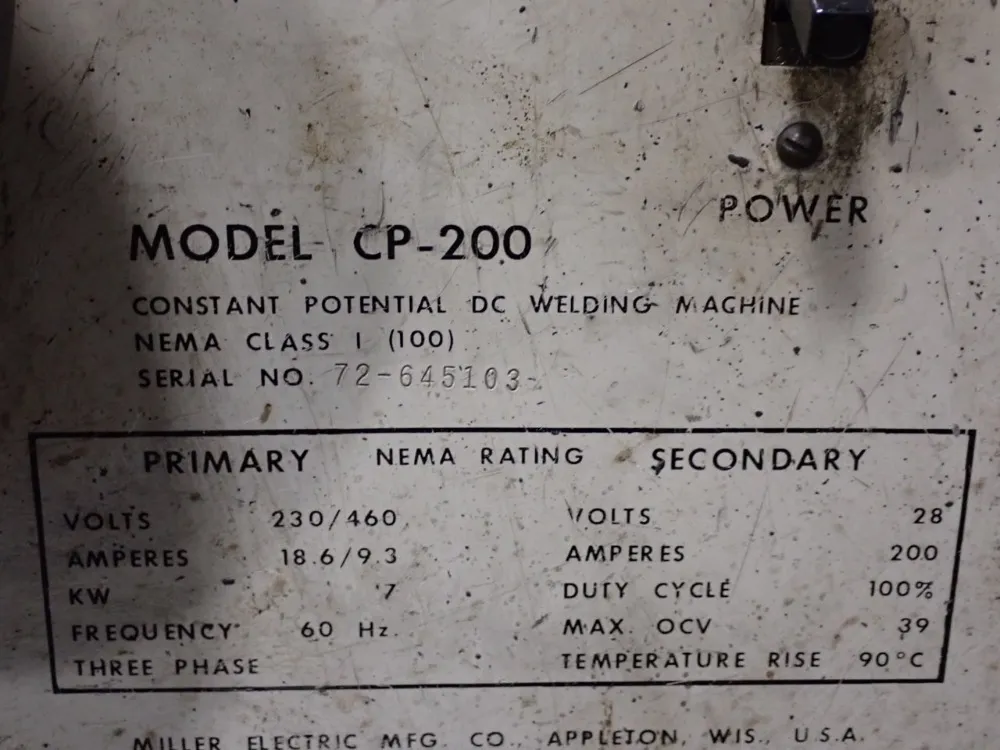 POWER
MODEL CP-200
CONSTANT POTENTIAL DC WELDING MACHINE
NEMA CLASS I (100)
SERIAL NO. 72-645103
PRIMARY NEMA RATING SECONDARY
VOLTS 230/460 VOLTS 28
AMPERES 18.6/9.3 AMPERES 200
KW 7 DUTY CYCLE 100%
FREQUENCY 60 Hz. MAX. OCV 39
THREE PHASE TEMPERATURE RISE 90°C
MILLER ELECTRIC MFG. CO., APPLETON, WIS., U.S.A.